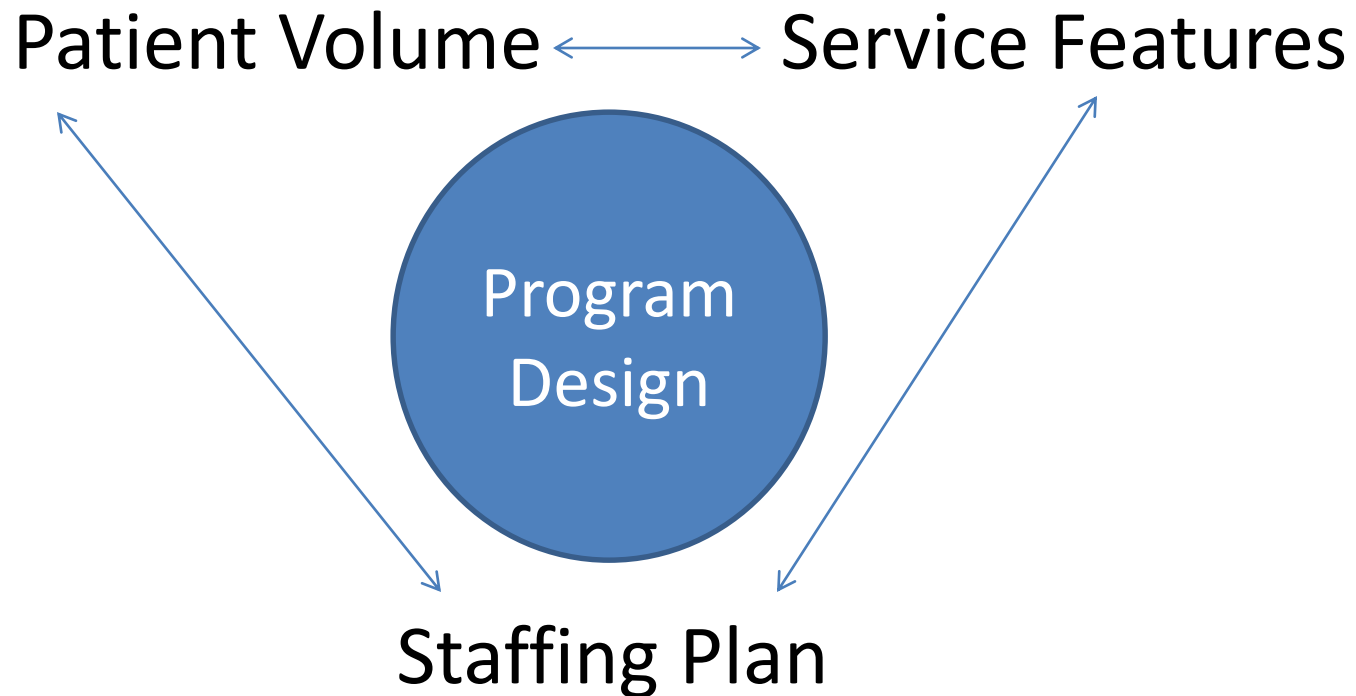 Patient Volume
Service Features
Program
Design
Staffing Plan